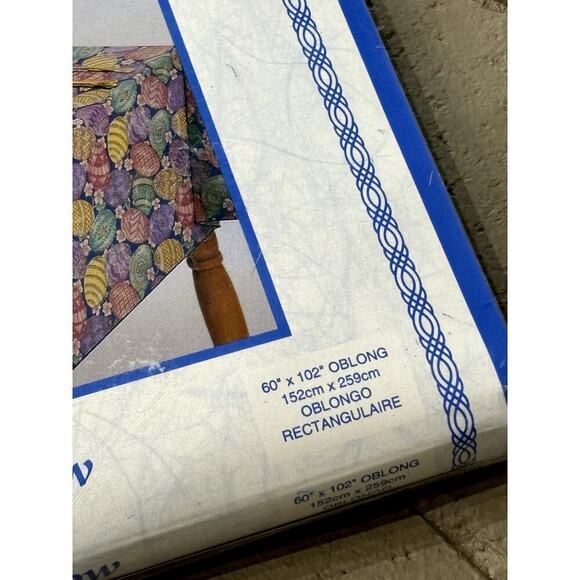 60" x 102" OBLONG
152cm x 259cm
OBLONGO
RECTANGULAIRE
60" x 102" OBLONG
152cm x 259cm